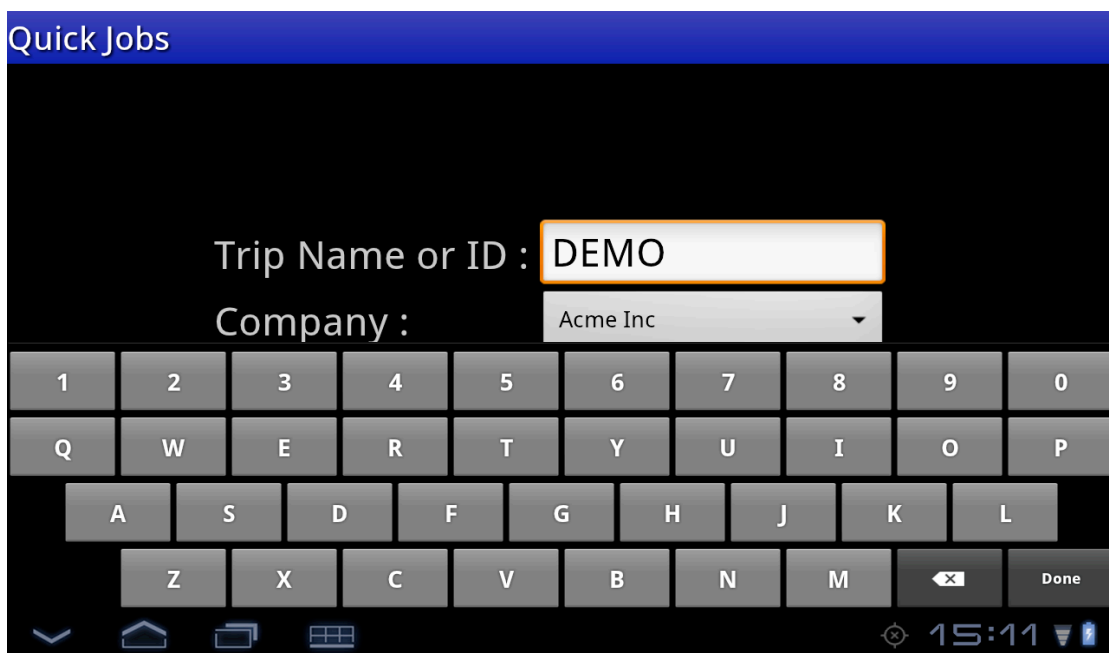 Quick Jobs
Trip Name or ID : DEMO
Company : Acme Inc
1 2 3 4 5 6 7 8 9 0
Q W E R T Y U I O P
A S D F G H J K L
Z X C V B N M Done
15:11